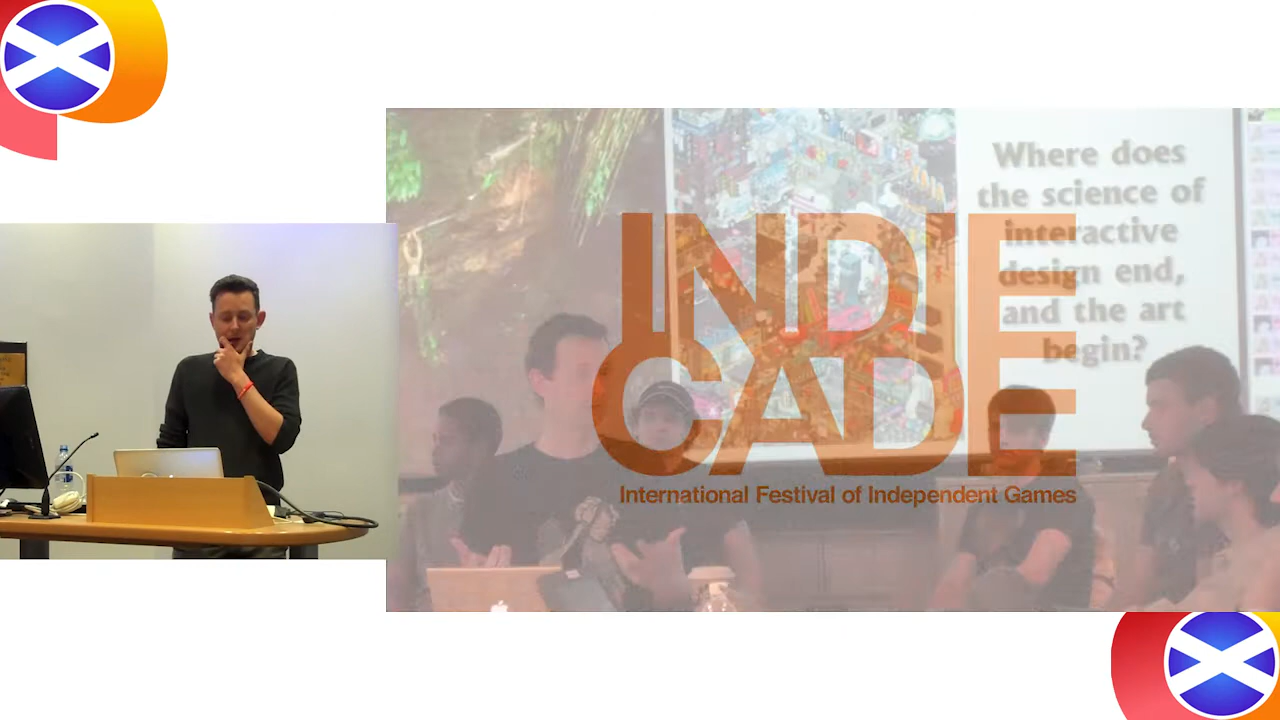 Where does
the science of
interactive
design end,
and the art
begin?
INDIE
CADE
International Festival of Independent Games